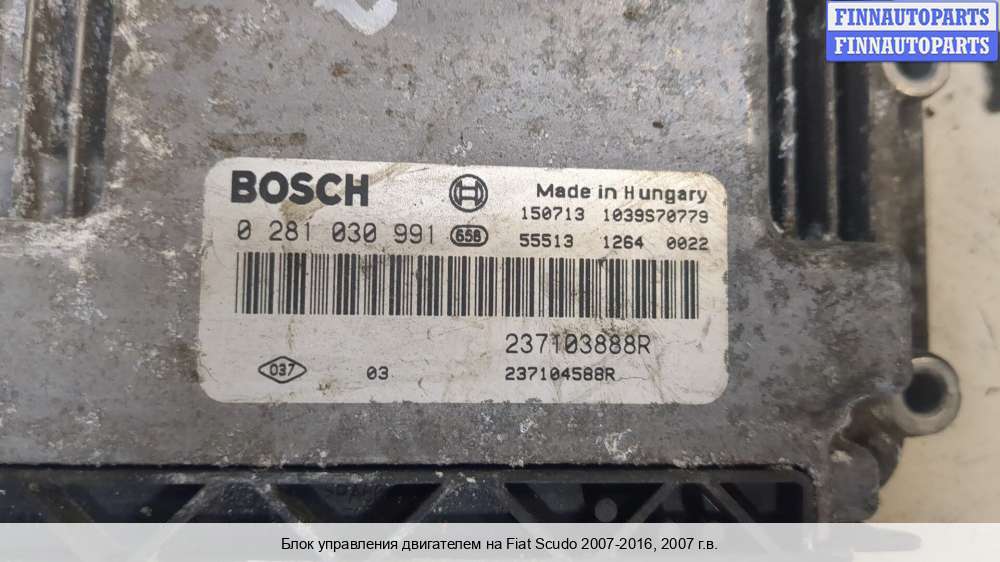 FINNAUTOPARTS
FINNAUTOPARTS
BOSCH
Made in Hungary
150713 1039S70779
0 281 030 991 656 55513 1264 0022
237103888R
037 03 237104588R
Блок управления двигателем на Fiat Scudo 2007-2016, 2007 г.в.